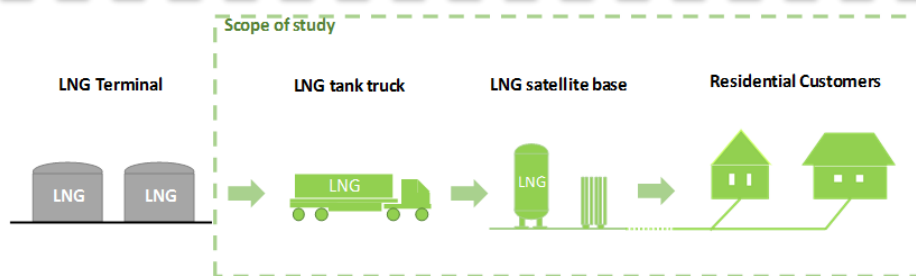 Scope of study
LNG Terminal
LNG tank truck
LNG satellite base
Residential Customers
LNG
LNG
LNG
LNG